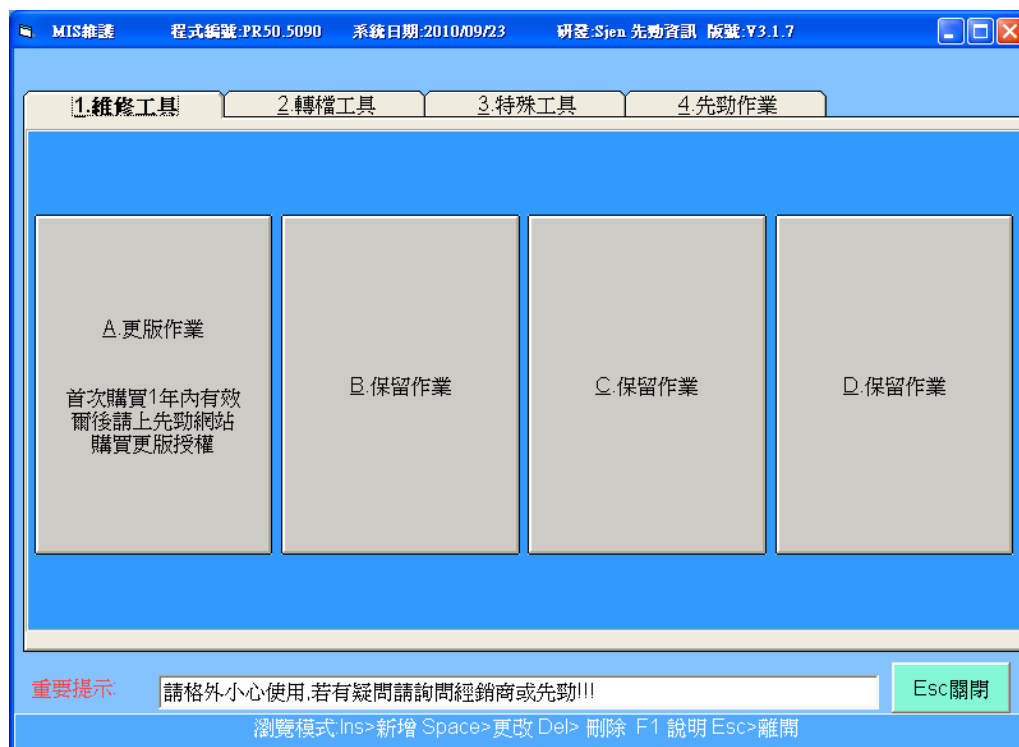 MIS維護 程式編號:PR50.5090 系統日期:2010/09/23 研發:Sjen 先勁資訊 版號:V3.1.7
1.維修工具 2.轉檔工具 3.特殊工具 4.先勁作業
A.更版作業
首次購買1年內有效
爾後請上先勁網站
購買更版授權
B.保留作業
C.保留作業
D.保留作業
重要提示:
請格外小心使用,若有疑問請詢問經銷商或先勁!!!
Esc關閉
瀏覽模式:Ins>新增 Space>更改 Del> 刪除 F1 說明 Esc>離開